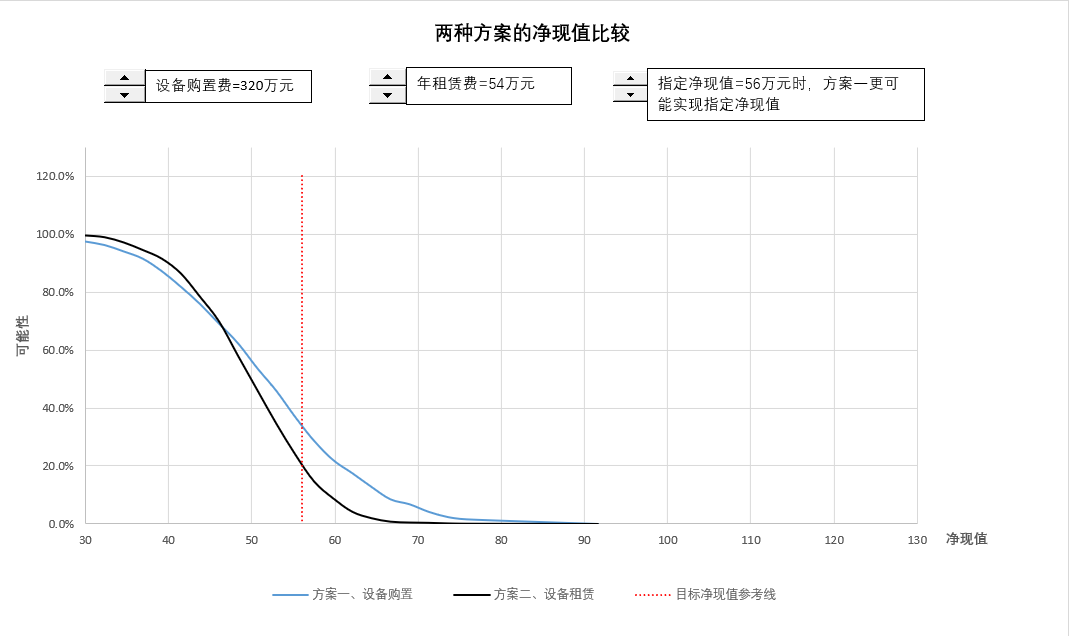 两种方案的净现值比较
设备购置费=320万元
年租赁费=54万元
指定净现值=56万元时，方案一更可
能实现指定净现值
120.0%
100.0%
80.0%
60.0%
40.0%
20.0%
0.0%
可能性
30 40 50 60 70 80 90 100 110 120 130 净现值
方案一、设备购置 方案二、设备租赁 目标净现值参考线